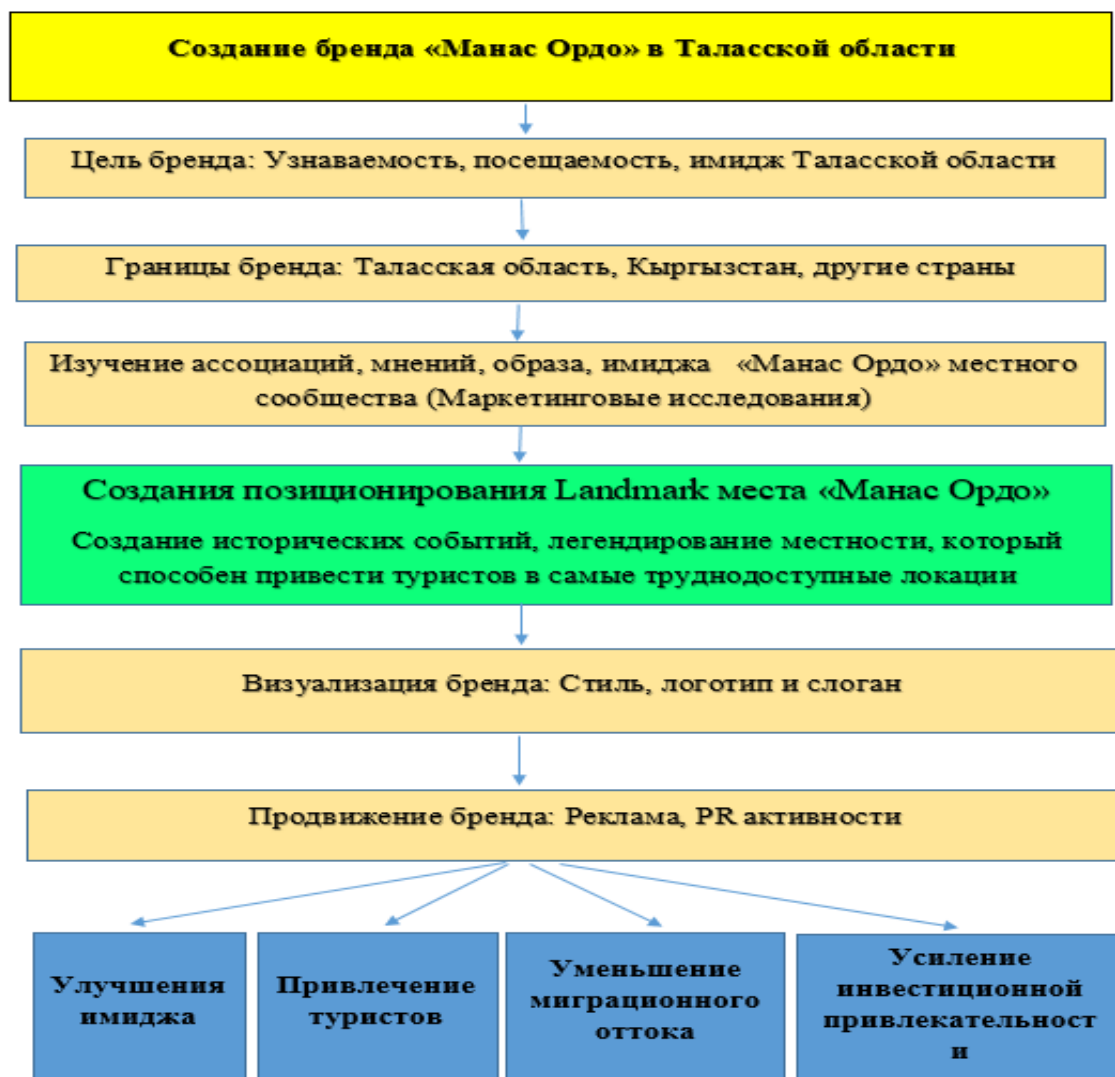 Создание бренда «Манас Ордо» в Таласской области
Цель бренда: Узнаваемость, посещаемость, имидж Таласской области
Границы бренда: Таласская область, Кыргызстан, другие страны
Изучение ассоциаций, мнений, образа, имиджа «Манас Ордо» местного
сообщества (Маркетинговые исследования)
Создания позиционирования Landmark места «Манас Ордо»
Создание исторических событий, легендирование местности, который
способен привести туристов в самые труднодоступные локации
Визуализация бренда: Стиль, логотип и слоган
Продвижение бренда: Реклама, PR активности
Улучшения
имиджа
Привлечение
туристов
Уменьшение
миграционного
оттока
Усиление
инвестиционной
привлекательност
и